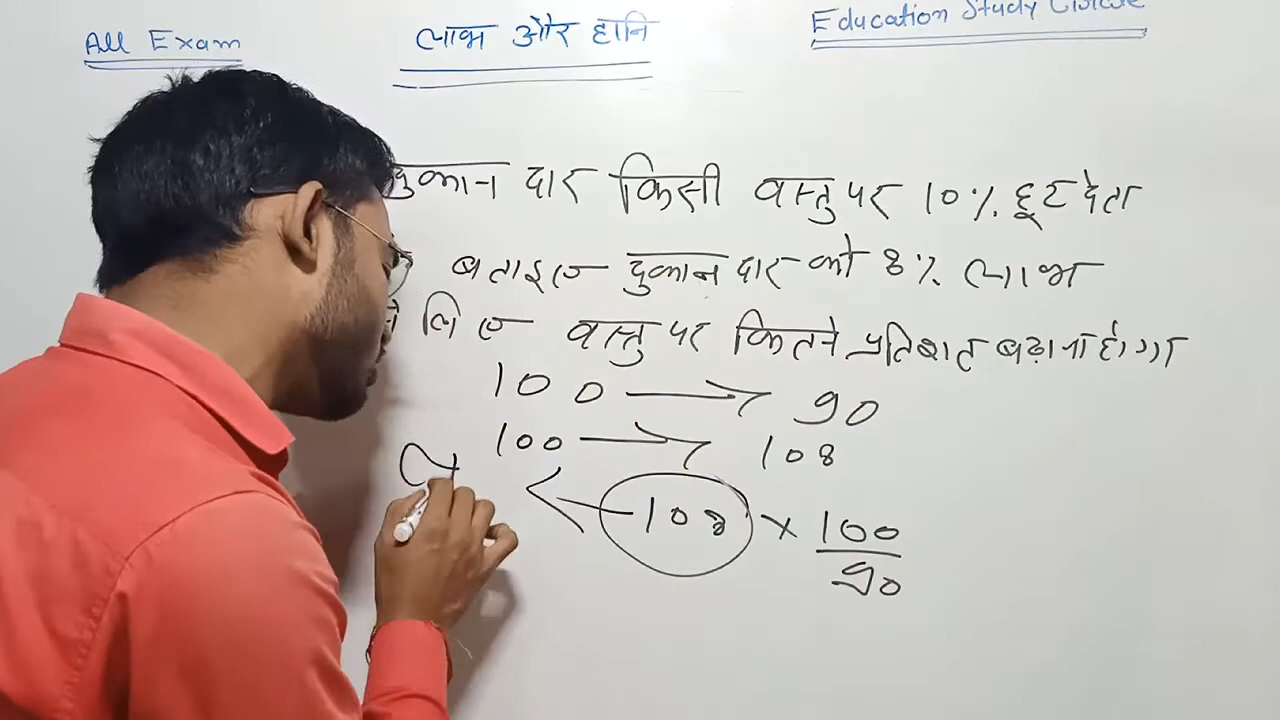 All Exam
लाभ और हानि
Education Study
दुकान दार किसी वस्तु पर 10% छूट देता
बताइए दुकान दार को 8% लाभ
लिए वस्तु पर कितने प्रतिशत बढ़ाना होगा
100 → 90
100 → 108
← 108 × 100/90